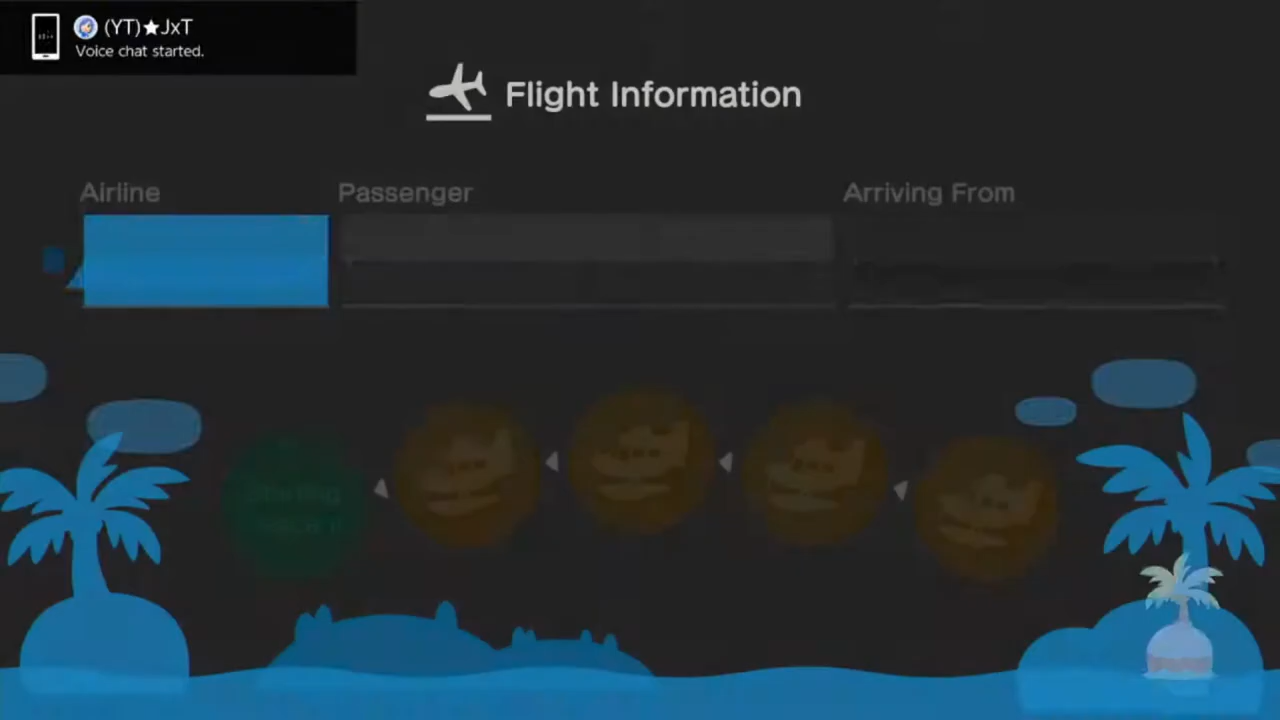 (YT)★JxT
Voice chat started.
Flight Information
Airline
Passenger
Arriving From